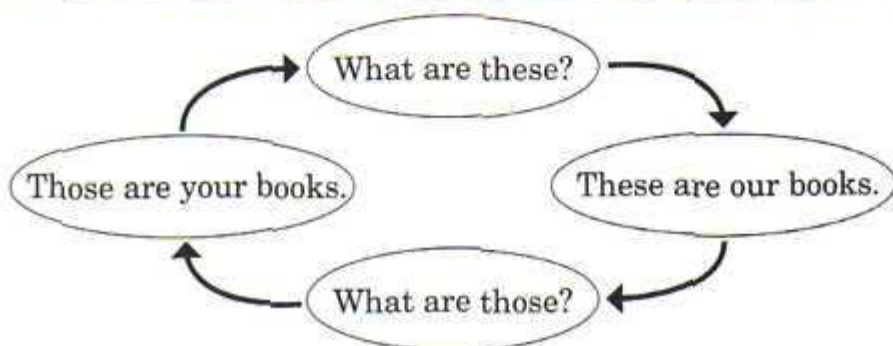 What are these?
Those are your books.
These are our books.
What are those?